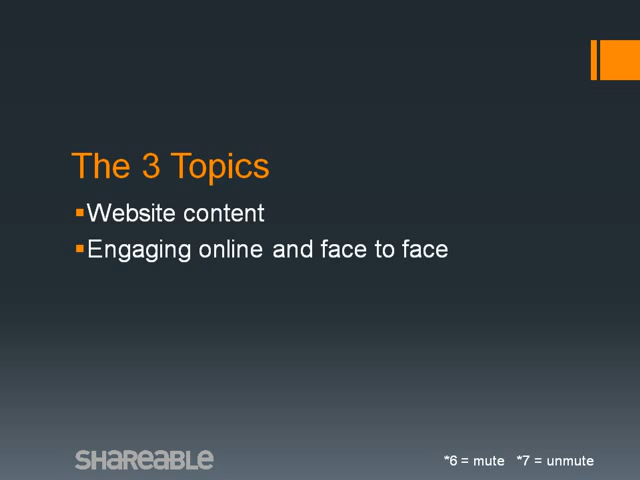 The 3 Topics
Website content
Engaging online and face to face
SHAREABLE
*6 = mute *7 = unmute